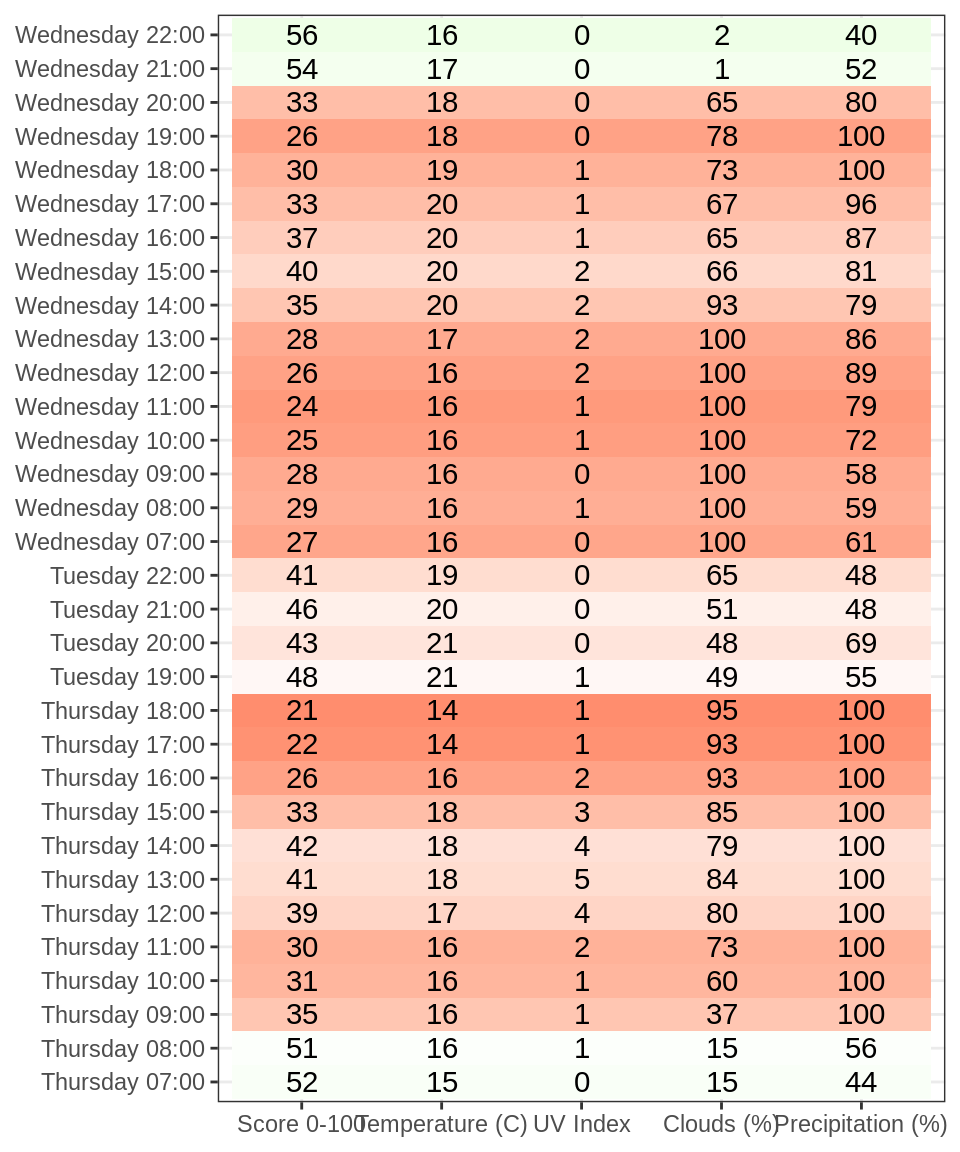 Wednesday 22:00 56 16 0 2 40
Wednesday 21:00 54 17 0 1 52
Wednesday 20:00 33 18 0 65 80
Wednesday 19:00 26 18 0 78 100
Wednesday 18:00 30 19 1 73 100
Wednesday 17:00 33 20 1 67 96
Wednesday 16:00 37 20 1 65 87
Wednesday 15:00 40 20 2 66 81
Wednesday 14:00 35 20 2 93 79
Wednesday 13:00 28 17 2 100 86
Wednesday 12:00 26 16 2 100 89
Wednesday 11:00 24 16 1 100 79
Wednesday 10:00 25 16 1 100 72
Wednesday 09:00 28 16 0 100 58
Wednesday 08:00 29 16 1 100 59
Wednesday 07:00 27 16 0 100 61
Tuesday 22:00 41 19 0 65 48
Tuesday 21:00 46 20 0 51 48
Tuesday 20:00 43 21 0 48 69
Tuesday 19:00 48 21 1 49 55
Thursday 18:00 21 14 1 95 100
Thursday 17:00 22 14 1 93 100
Thursday 16:00 26 16 2 93 100
Thursday 15:00 33 18 3 85 100
Thursday 14:00 42 18 4 79 100
Thursday 13:00 41 18 5 84 100
Thursday 12:00 39 17 4 80 100
Thursday 11:00 30 16 2 73 100
Thursday 10:00 31 16 1 60 100
Thursday 09:00 35 16 1 37 100
Thursday 08:00 51 16 1 15 56
Thursday 07:00 52 15 0 15 44
Score 0-100 Temperature (C) UV Index Clouds (%) Precipitation (%)